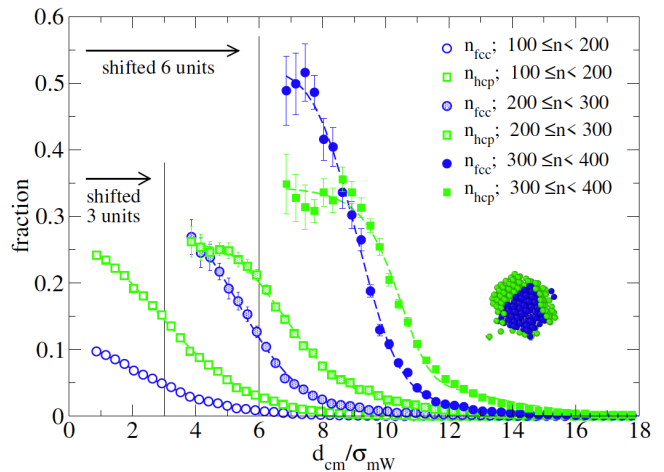 0.6
0.5
0.4
0.3
0.2
0.1
0
fraction
shifted 6 units
shifted
3 units
n_fcc; 100 ≤n< 200
n_hcp; 100 ≤n< 200
n_fcc; 200 ≤n< 300
n_hcp; 200 ≤n< 300
n_fcc; 300 ≤n< 400
n_hcp; 300 ≤n< 400
0 2 4 6 8 10 12 14 16 18
d_cm/σ_mW